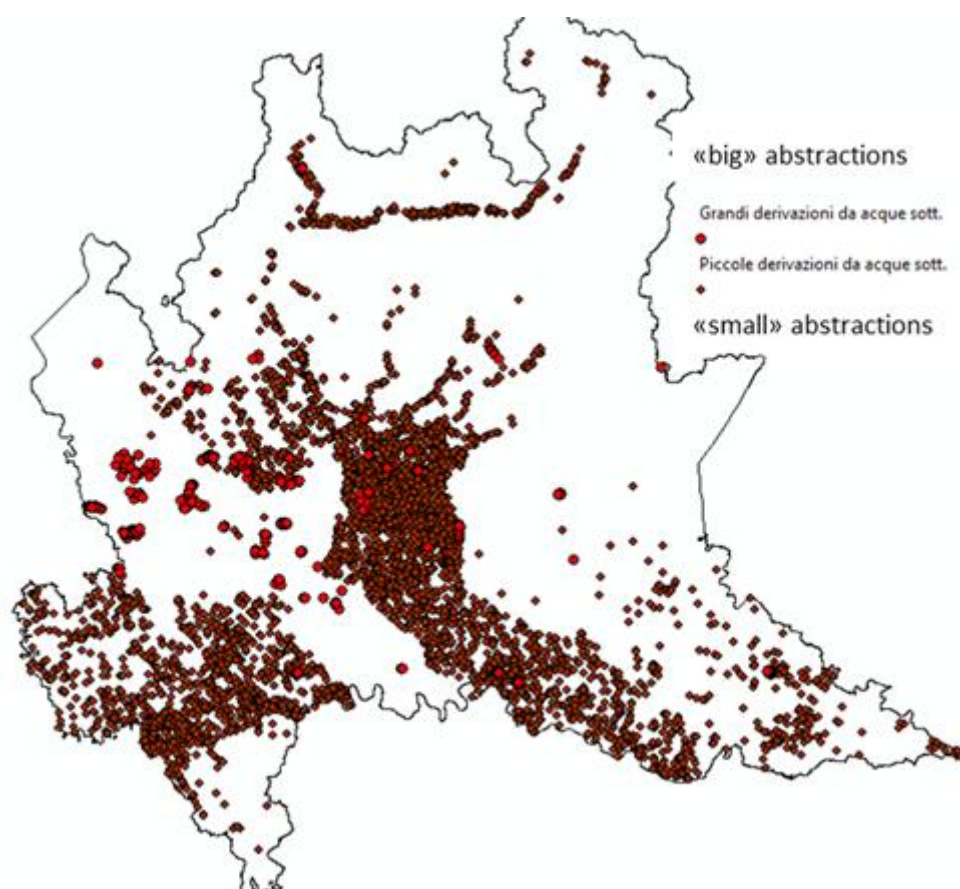 «big» abstractions
Grandi derivazioni da acque sott.
Piccole derivazioni da acque sott.
«small» abstractions